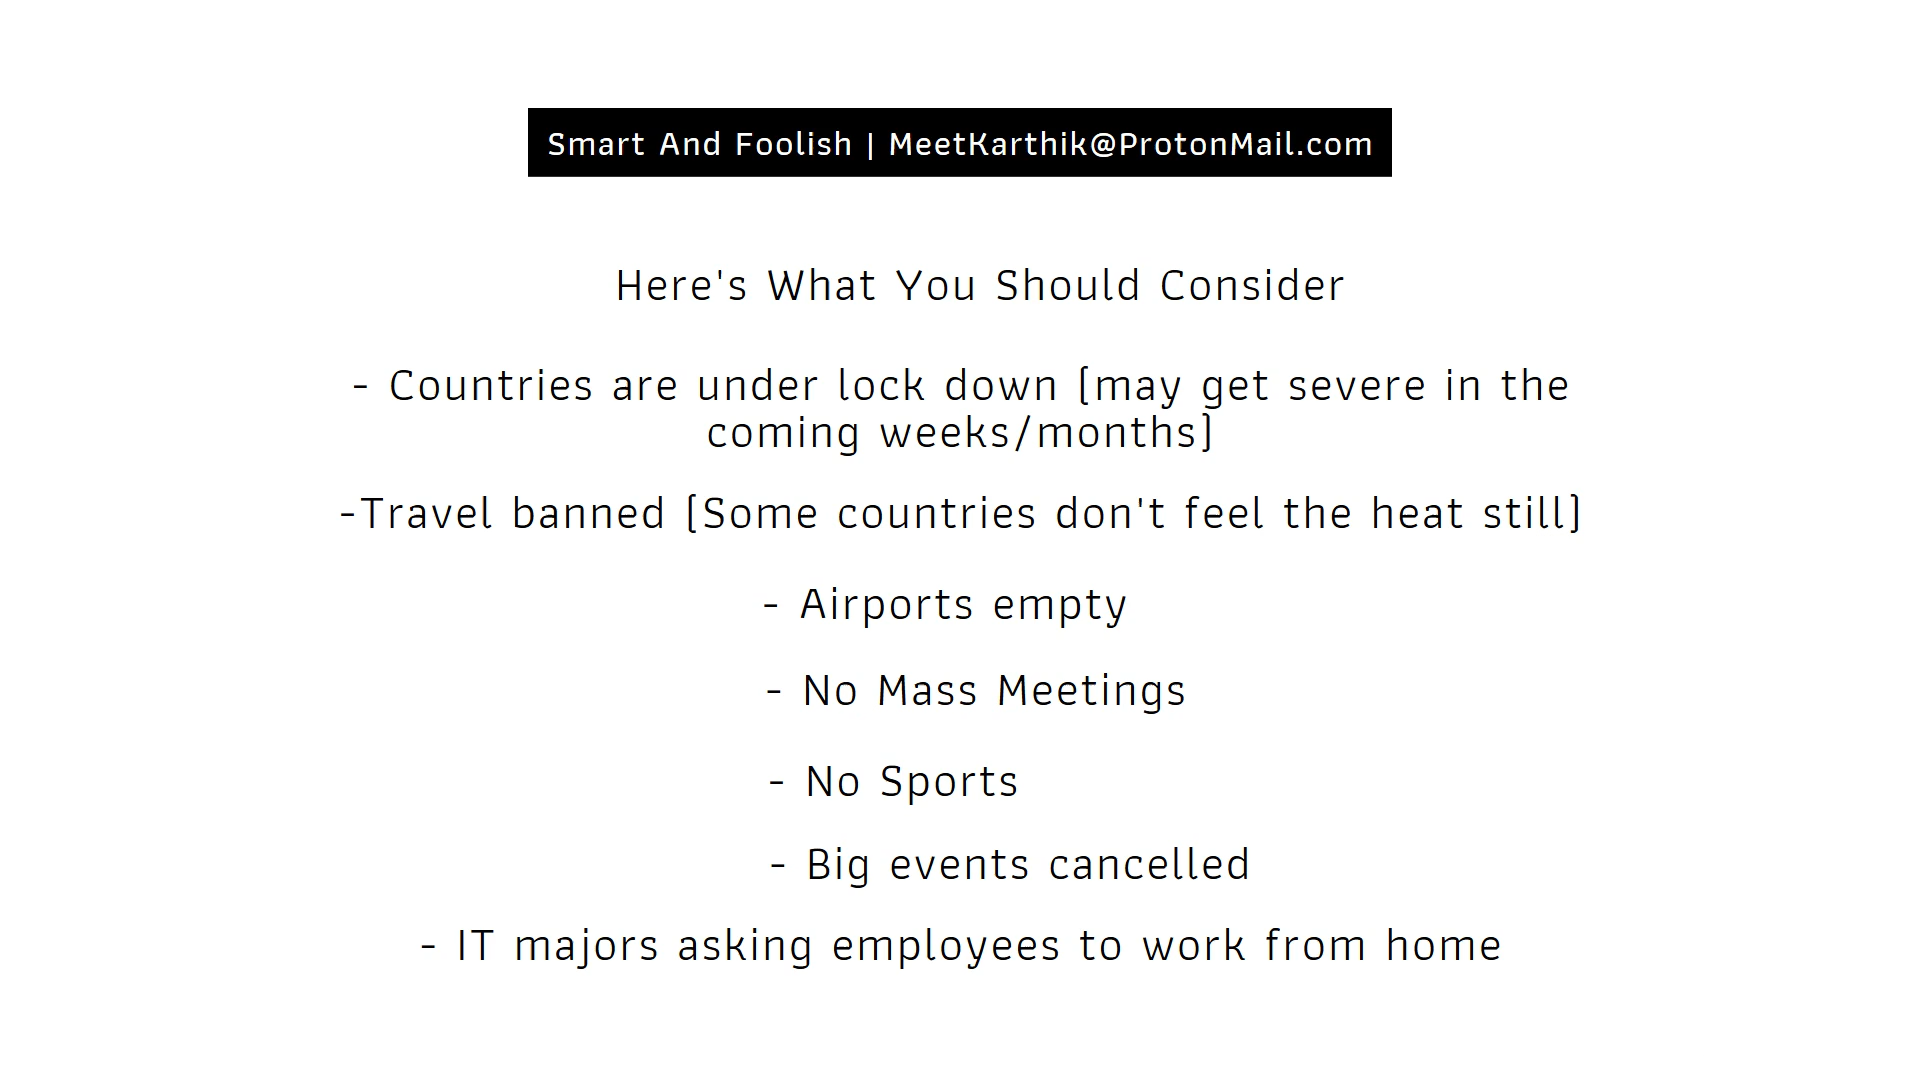 Smart And Foolish | MeetKarthik@ProtonMail.com
Here's What You Should Consider
- Countries are under lock down (may get severe in the
coming weeks/months)
-Travel banned (Some countries don't feel the heat still)
- Airports empty
- No Mass Meetings
- No Sports
- Big events cancelled
- IT majors asking employees to work from home